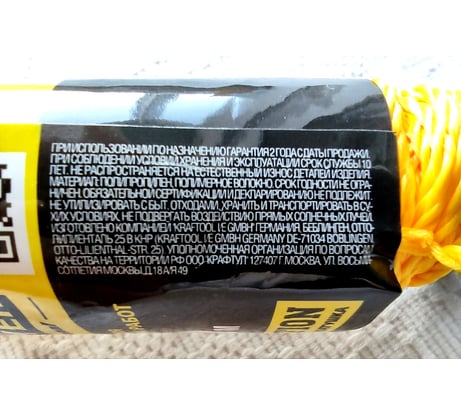 ПРИ ИСПОЛЬЗОВАНИИ ПО НАЗНАЧЕНИЮ ГАРАНТИЯ 2 ГОДА С ДАТЫ ПРОДАЖИ.
ПРИ СОБЛЮДЕНИИ УСЛОВИЙ ХРАНЕНИЯ И ЭКСПЛУАТАЦИИ СРОК СЛУЖБЫ 10
ЛЕТ. НЕ РАСПРОСТРАНЯЕТСЯ НА ЕСТЕСТВЕННЫЙ ИЗНОС ДЕТАЛЕЙ ИЗДЕЛИЯ.
МАТЕРИАЛ: ПОЛИПРОПИЛЕН, ПОЛИМЕРНОЕ ВОЛОКНО. СРОК ГОДНОСТИ НЕ ОГРА-
НИЧЕН. СЕРТИФИКАЦИИ И ДЕКЛАРИРОВАНИЮ НЕ ПОДЛЕЖИТ.
НЕ УТИЛИЗИРОВАТЬ С БЫТ. ОТХОДАМИ, ХРАНИТЬ И ТРАНСПОРТИРОВАТЬ В СУ-
ХИХ УСЛОВИЯХ, НЕ ПОДВЕРГАТЬ ВОЗДЕЙСТВИЮ ПРЯМЫХ СОЛНЕЧНЫХ ЛУЧЕЙ.
ИЗГОТОВЛЕНО КОМПАНИЕЙ KRAFTOOL I/E GMBH ГЕРМАНИЯ, БЕБЛИНГЕН, ОТТО-
ЛИЛИЕНТАЛЬ 25 В КНР (KRAFTOOL I/E GMBH GERMANY DE-71034 BOBLINGEN,
OTTO-LILIENTHAL-STR. 25). УПОЛНОМОЧЕННАЯ ОРГАНИЗАЦИЯ ПО ВОПРОСАМ
КАЧЕСТВА НА ТЕРРИТОРИИ РФ ООО «КРАФТУЛ» 127407 Г. МОСКВА, УЛ. ВОСЬМИ-
СОТЛЕТИЯ МОСКВЫ, Д. 18А/Я 49